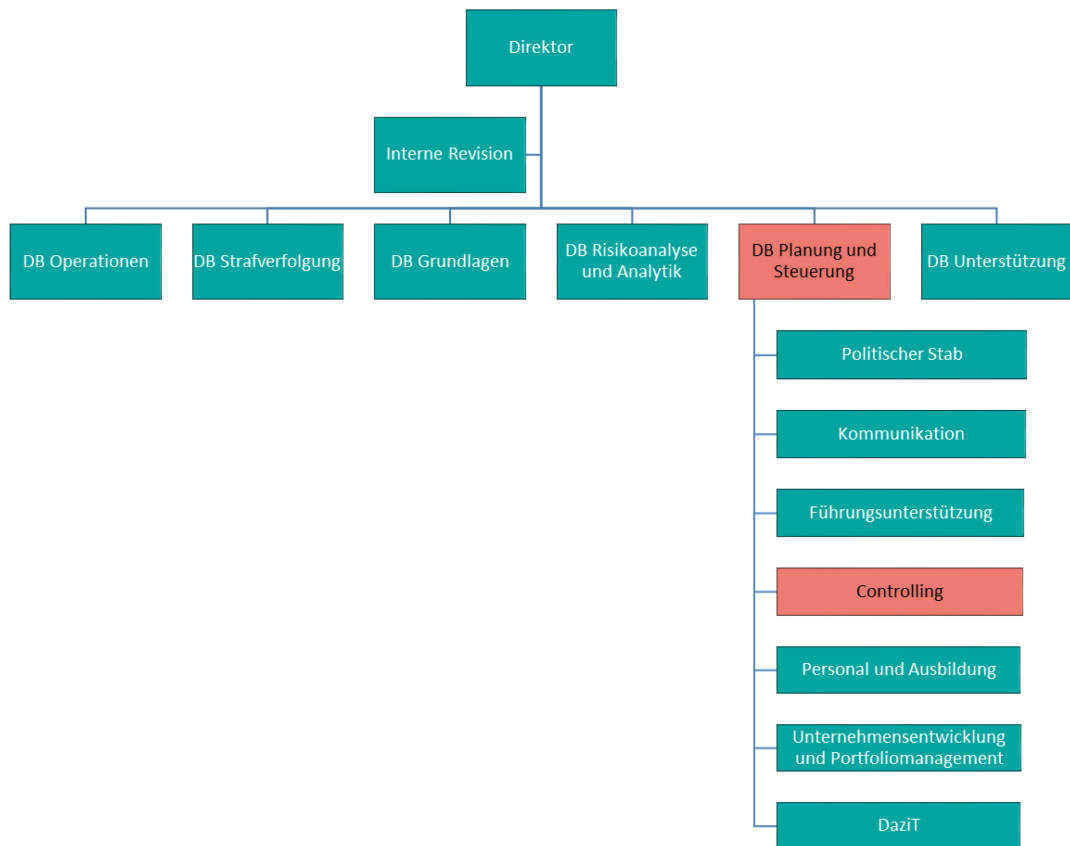 Direktor
Interne Revision
DB Operationen
DB Strafverfolgung
DB Grundlagen
DB Risikoanalyse
und Analytik
DB Planung und
Steuerung
DB Unterstützung
Politischer Stab
Kommunikation
Führungsunterstützung
Controlling
Personal und Ausbildung
Unternehmensentwicklung
und Portfoliomanagement
DaziT